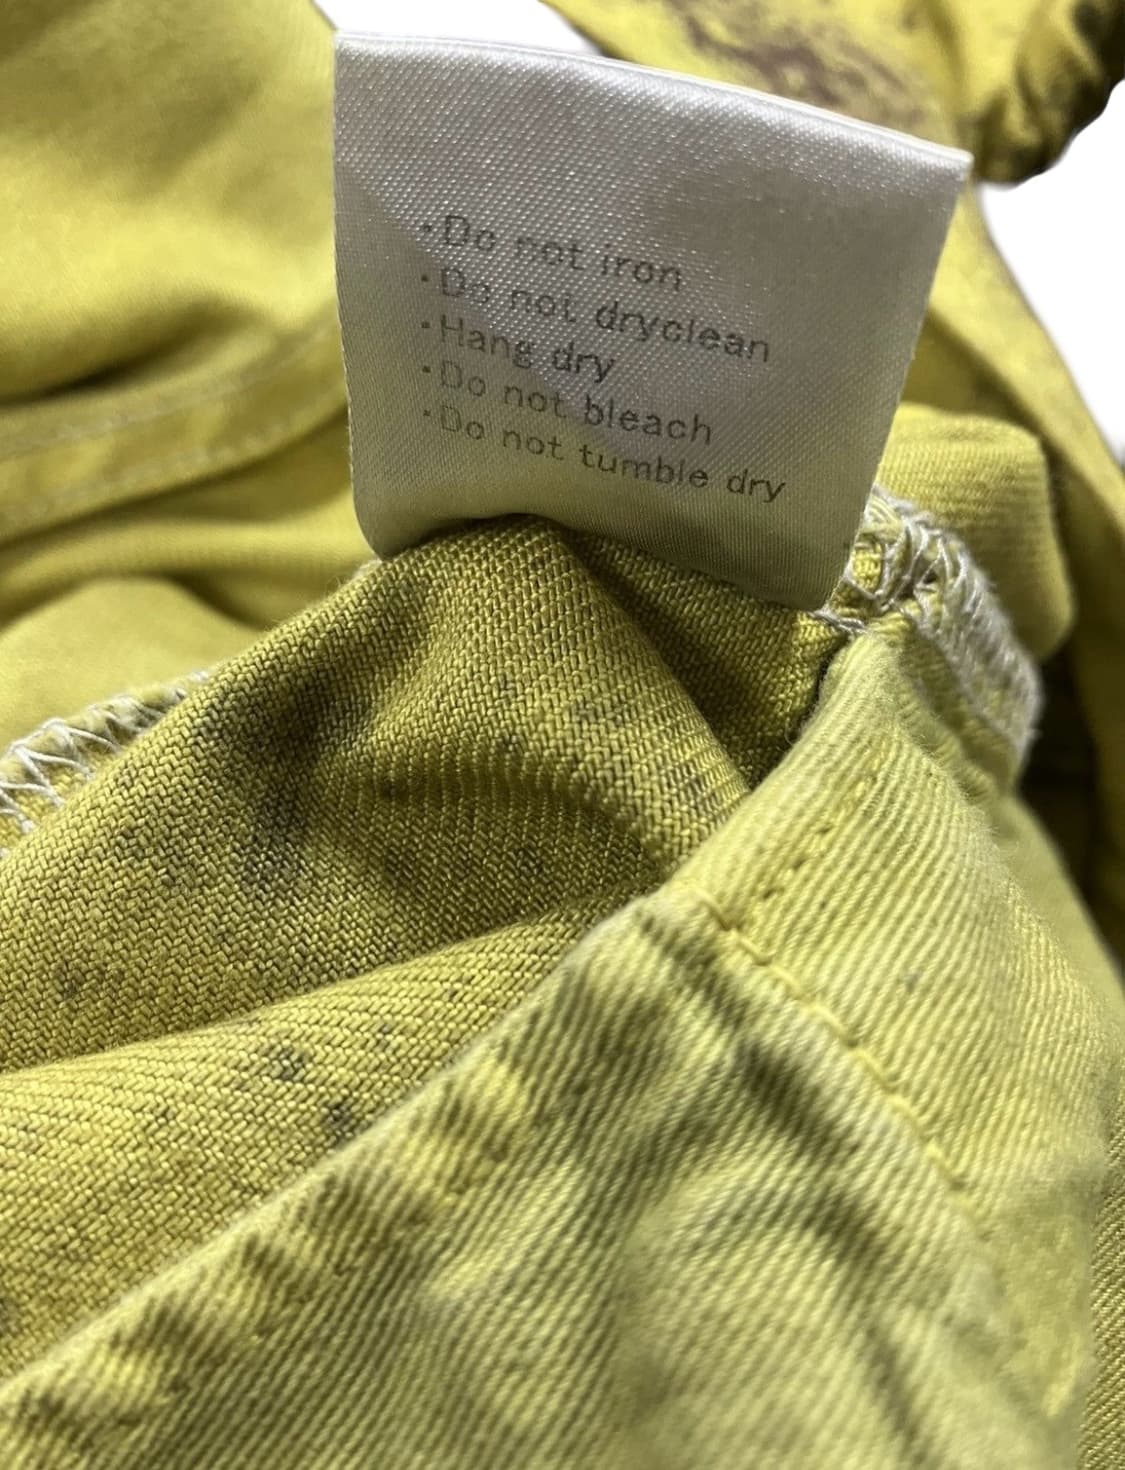 ·Do not iron
·Do not dryclean
·Hang dry
·Do not bleach
·Do not tumble dry